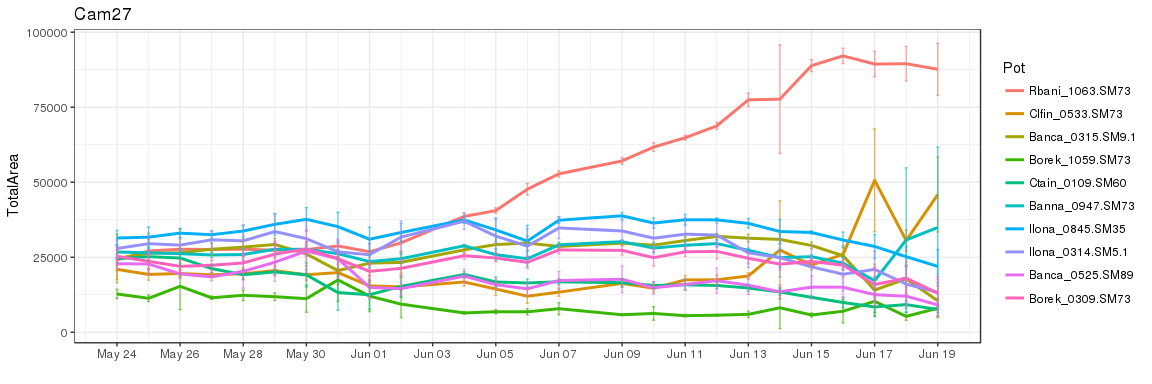 Cam27
TotalArea
100000
75000
50000
25000
0
May 24 May 26 May 28 May 30 Jun 01 Jun 03 Jun 05 Jun 07 Jun 09 Jun 11 Jun 13 Jun 15 Jun 17 Jun 19
Pot
Rbani_1063.SM73
Clfin_0533.SM73
Banca_0315.SM9.1
Borek_1059.SM73
Ctain_0109.SM60
Banna_0947.SM73
Ilona_0845.SM35
Ilona_0314.SM5.1
Banca_0525.SM89
Borek_0309.SM73